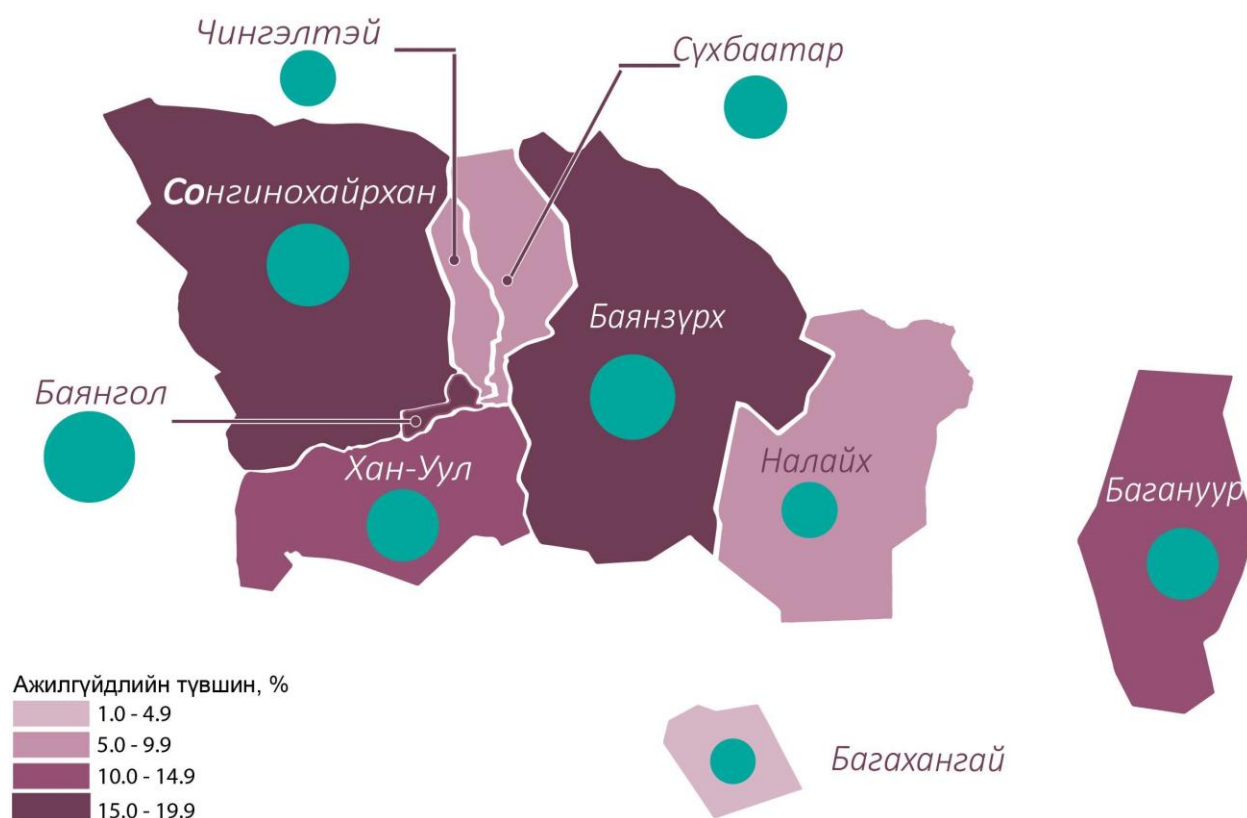 Чингэлтэй
Сүхбаатар
Сонгинохайрхан
Баянзүрх
Баянгол
Хан-Уул
Налайх
Багануур
Багахангай
Ажилгүйдлийн түвшин, %
1.0 - 4.9
5.0 - 9.9
10.0 - 14.9
15.0 - 19.9